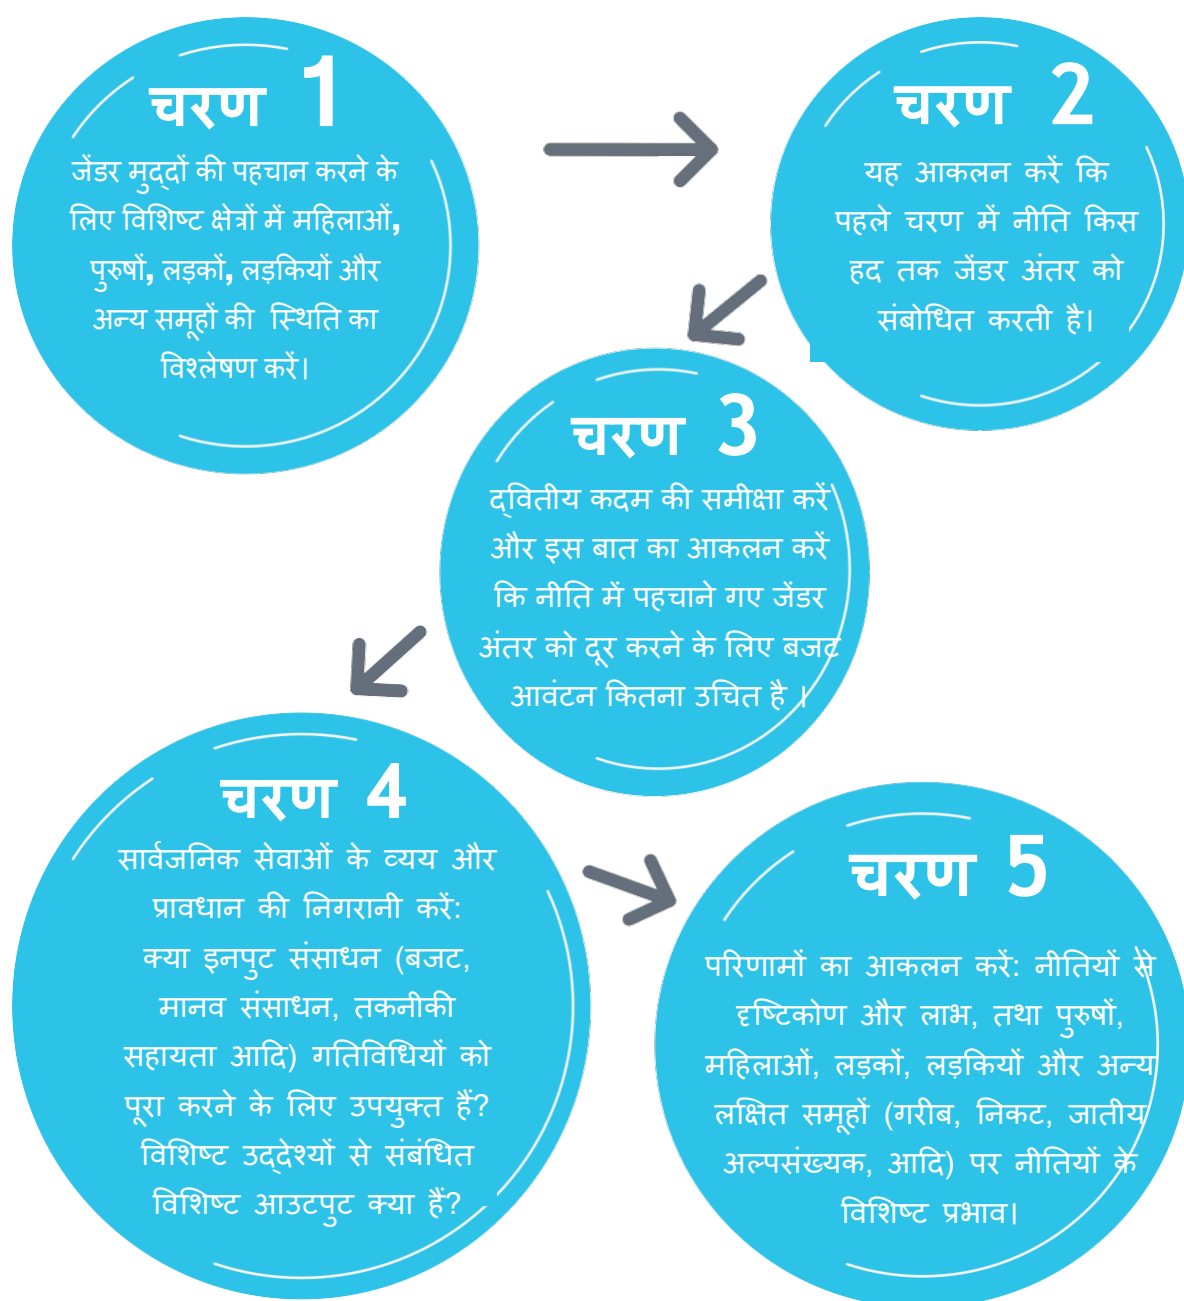 चरण 1
जेंडर मुद्दों की पहचान करने के
लिए विशिष्ट क्षेत्रों में महिलाओं,
पुरुषों, लड़कों, लड़कियों और
अन्य समूहों की स्थिति का
विश्लेषण करें।
चरण 2
यह आकलन करें कि
पहले चरण में नीति किस
हद तक जेंडर अंतर को
संबोधित करती है।
चरण 3
द्वितीय कदम की समीक्षा करें
और इस बात का आकलन करें
कि नीति में पहचाने गए जेंडर
अंतर को दूर करने के लिए बजट
आवंटन कितना उचित है ।
चरण 4
सार्वजनिक सेवाओं के व्यय और
प्रावधान की निगरानी करें:
क्या इनपुट संसाधन (बजट,
मानव संसाधन, तकनीकी
सहायता आदि) गतिविधियों को
पूरा करने के लिए उपयुक्त हैं?
विशिष्ट उद्देश्यों से संबंधित
विशिष्ट आउटपुट क्या हैं?
चरण 5
परिणामों का आकलन करें: नीतियों से
दृष्टिकोण और लाभ, तथा पुरुषों,
महिलाओं, लड़कों, लड़कियों और अन्य
लक्षित समूहों (गरीब, निकट, जातीय
अल्पसंख्यक, आदि) पर नीतियों के
विशिष्ट प्रभाव।